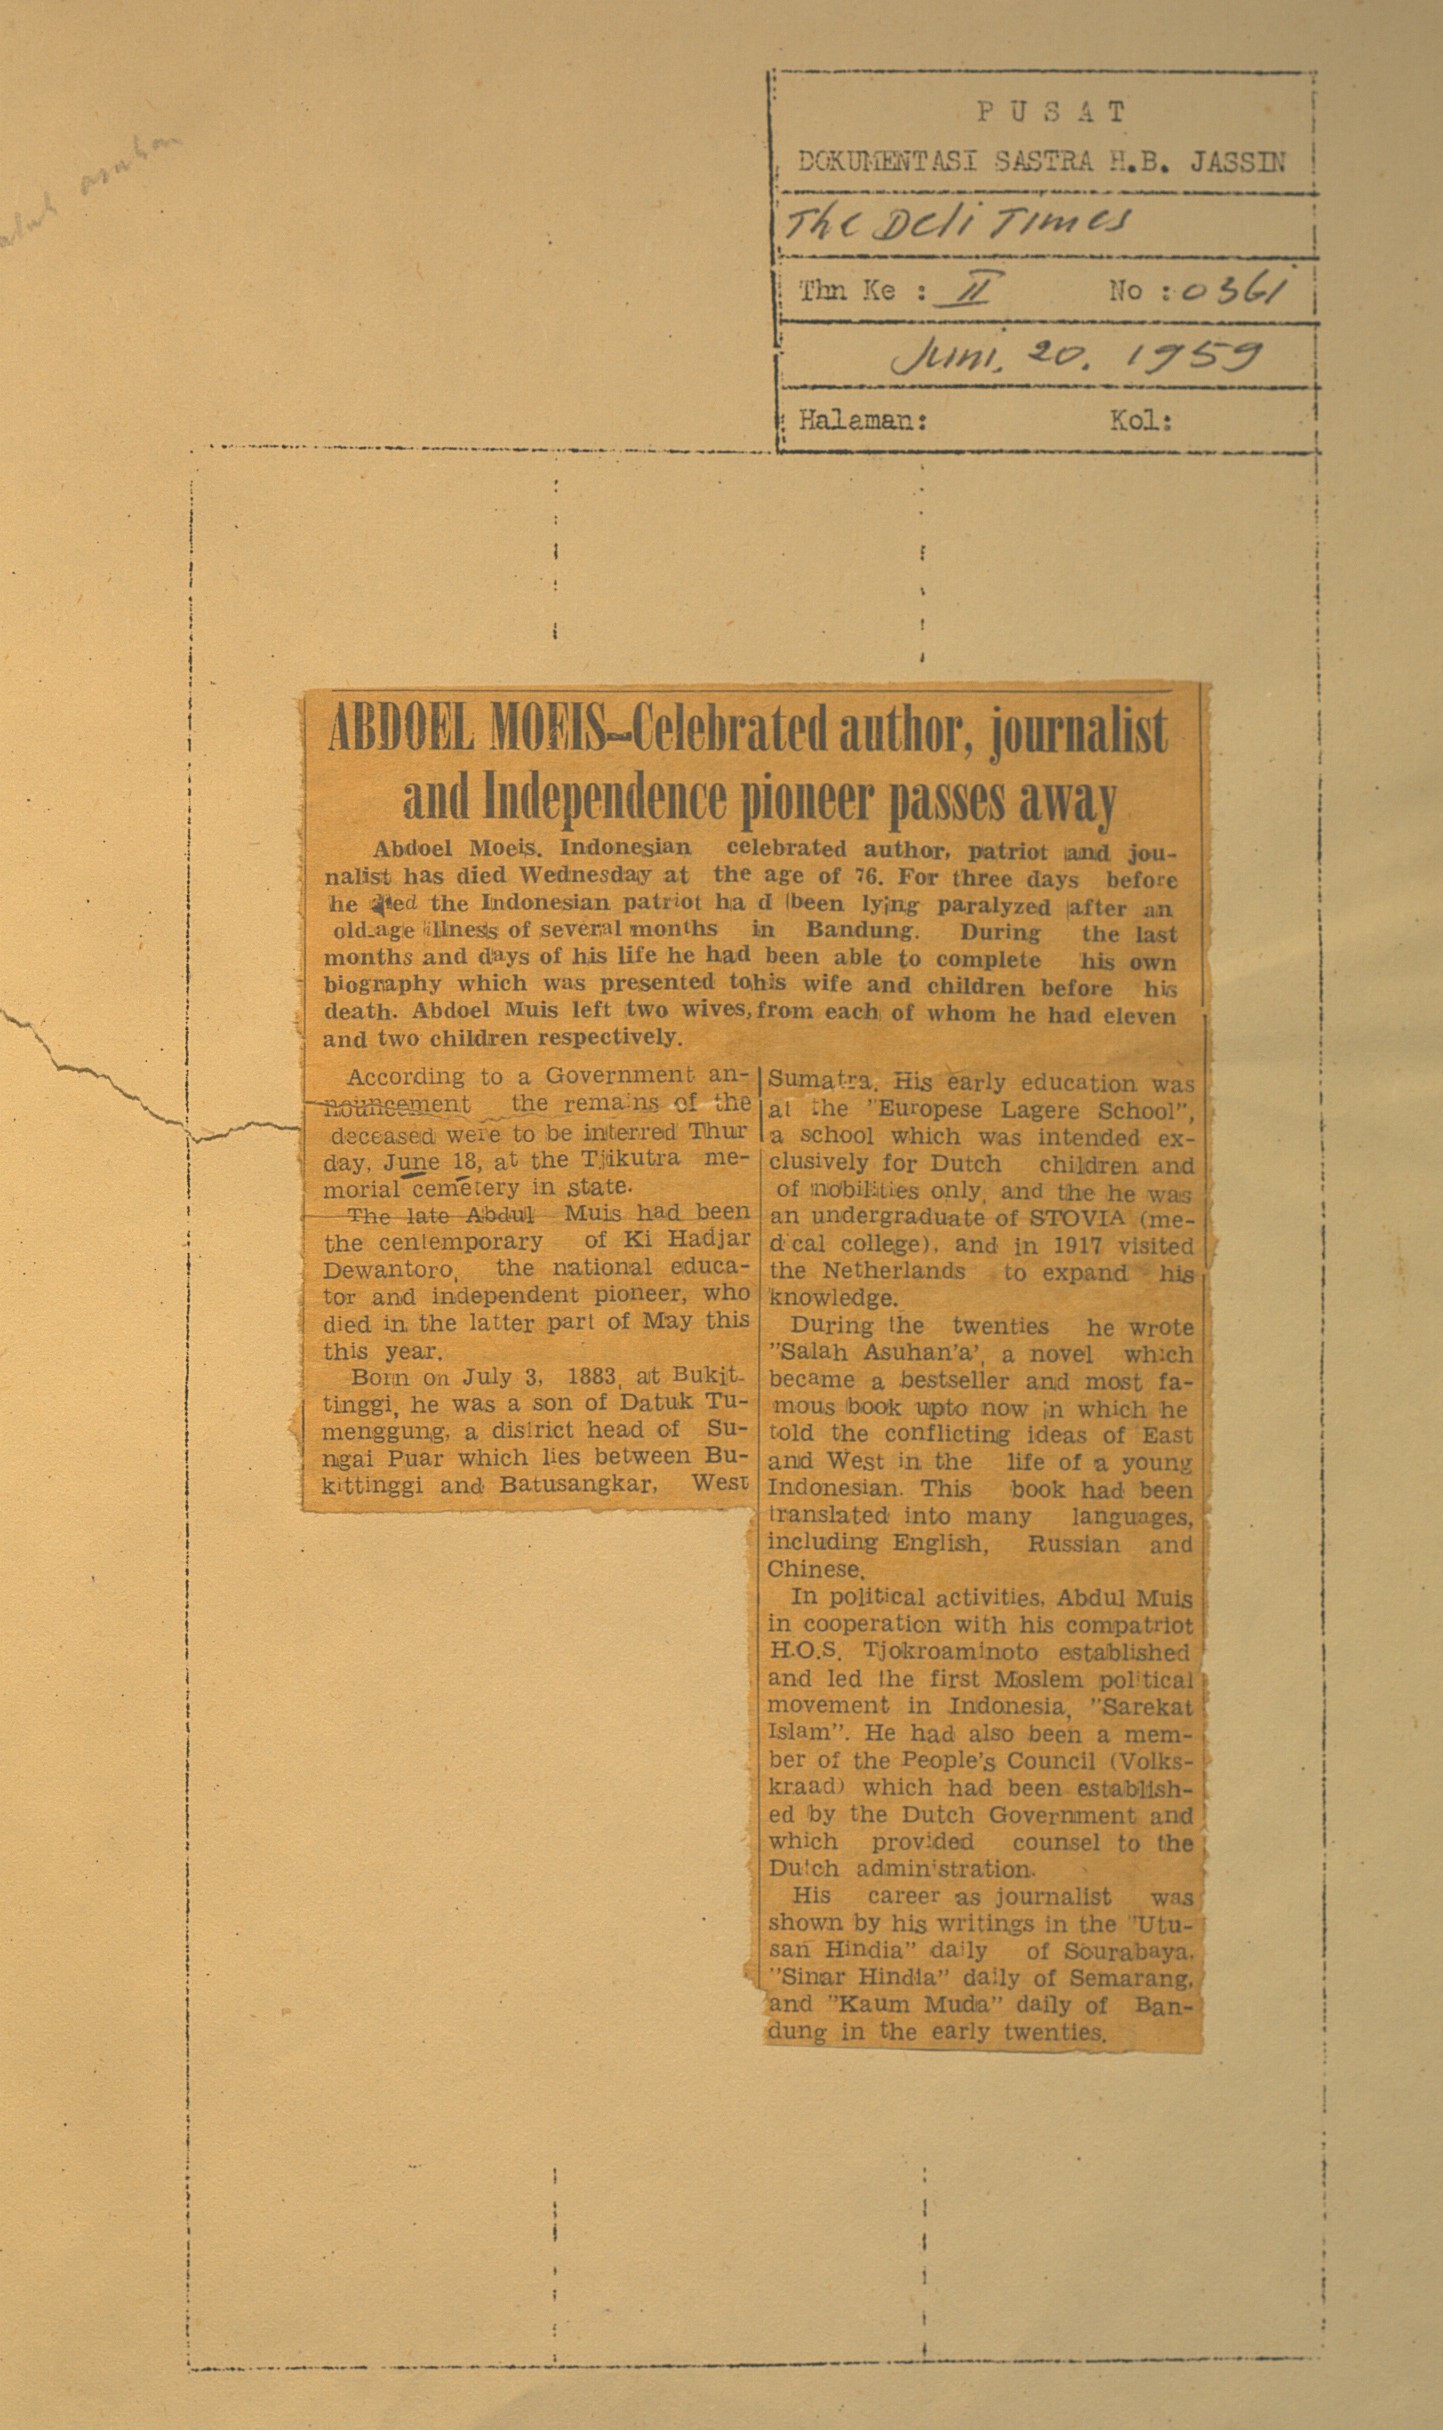 PUSAT
DOKUMENTASI SASTRA H.B. JASSIN
The Deli Times
Thn Ke : II No : 0361
Juni. 20. 1959
Halaman: Kol:
asuhan
ABDOEL MOEIS—Celebrated author, journalist
and Independence pioneer passes away
Abdoel Moeis. Indonesian celebrated author, patriot and jou-
nalist has died Wednesday at the age of 76. For three days before
he died the Indonesian patriot ha d been lying paralyzed after an
old-age illness of several months in Bandung. During the last
months and days of his life he had been able to complete his own
biography which was presented tohis wife and children before his
death. Abdoel Muis left two wives, from each of whom he had eleven
and two children respectively.
According to a Government an-
nouncement the remains of the
deceased were to be interred Thur
day, June 18, at the Tjikutra me-
morial cemetery in state.
The late Abdul Muis had been
the centemporary of Ki Hadjar
Dewantoro, the national educa-
tor and independent pioneer, who
died in the latter part of May this
this year.
Born on July 3, 1883, at Bukit-
tinggi, he was a son of Datuk Tu-
menggung, a district head of Su-
ngai Puar which lies between Bu-
kittinggi and Batusangkar, West
Sumatra. His early education was
at the "Europese Lagere School",
a school which was intended ex-
clusively for Dutch children and
of nobilities only, and the he was
an undergraduate of STOVIA (me-
dical college), and in 1917 visited
the Netherlands to expand his
knowledge.
During the twenties he wrote
"Salah Asuhan'a', a novel which
became a bestseller and most fa-
mous book upto now in which he
told the conflicting ideas of East
and West in the life of a young
Indonesian. This book had been
translated into many languages,
including English, Russian and
Chinese.
In political activities, Abdul Muis
in cooperation with his compatriot
H.O.S. Tjokroaminoto established
and led the first Moslem political
movement in Indonesia, "Sarekat
Islam". He had also been a mem-
ber of the People's Council (Volks-
kraad) which had been establish-
ed by the Dutch Government and
which provided counsel to the
Dutch administration.
His career as journalist was
shown by his writings in the "Utu-
san Hindia" daily of Sourabaya.
"Sinar Hindia" daily of Semarang,
and "Kaum Muda" daily of Ban-
dung in the early twenties.